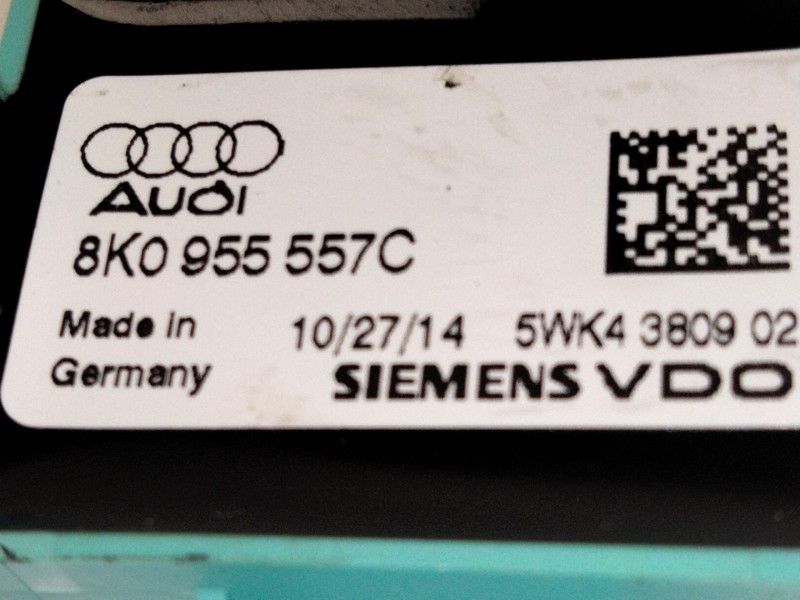 Audi
8K0 955 557C
Made in
Germany
10/27/14 5WK4 3809 02
SIEMENS VDO